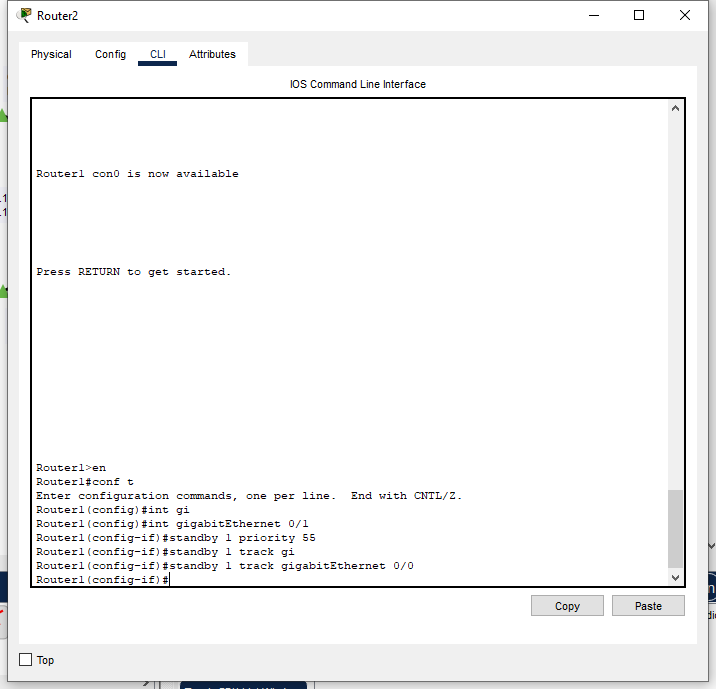 Router2
Physical Config CLI Attributes
IOS Command Line Interface
Router1 con0 is now available
Press RETURN to get started.
Router1>en
Router1#conf t
Enter configuration commands, one per line.  End with CNTL/Z.
Router1(config)#int gi
Router1(config)#int gigabitEthernet 0/1
Router1(config-if)#standby 1 priority 55
Router1(config-if)#standby 1 track gi
Router1(config-if)#standby 1 track gigabitEthernet 0/0
Router1(config-if)#
Copy Paste
Top